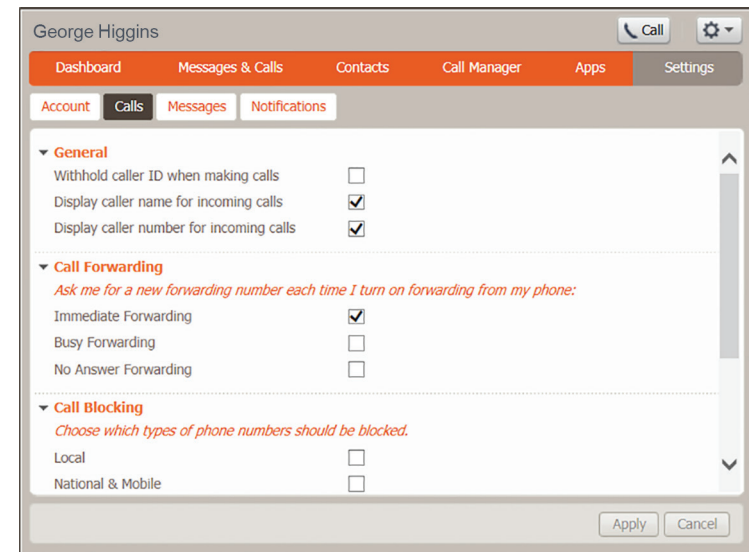 George Higgins
Call
Dashboard Messages & Calls Contacts Call Manager Apps Settings
Account Calls Messages Notifications
General
Withhold caller ID when making calls
Display caller name for incoming calls
Display caller number for incoming calls
Call Forwarding
Ask me for a new forwarding number each time I turn on forwarding from my phone:
Immediate Forwarding
Busy Forwarding
No Answer Forwarding
Call Blocking
Choose which types of phone numbers should be blocked.
Local
National & Mobile
Apply Cancel